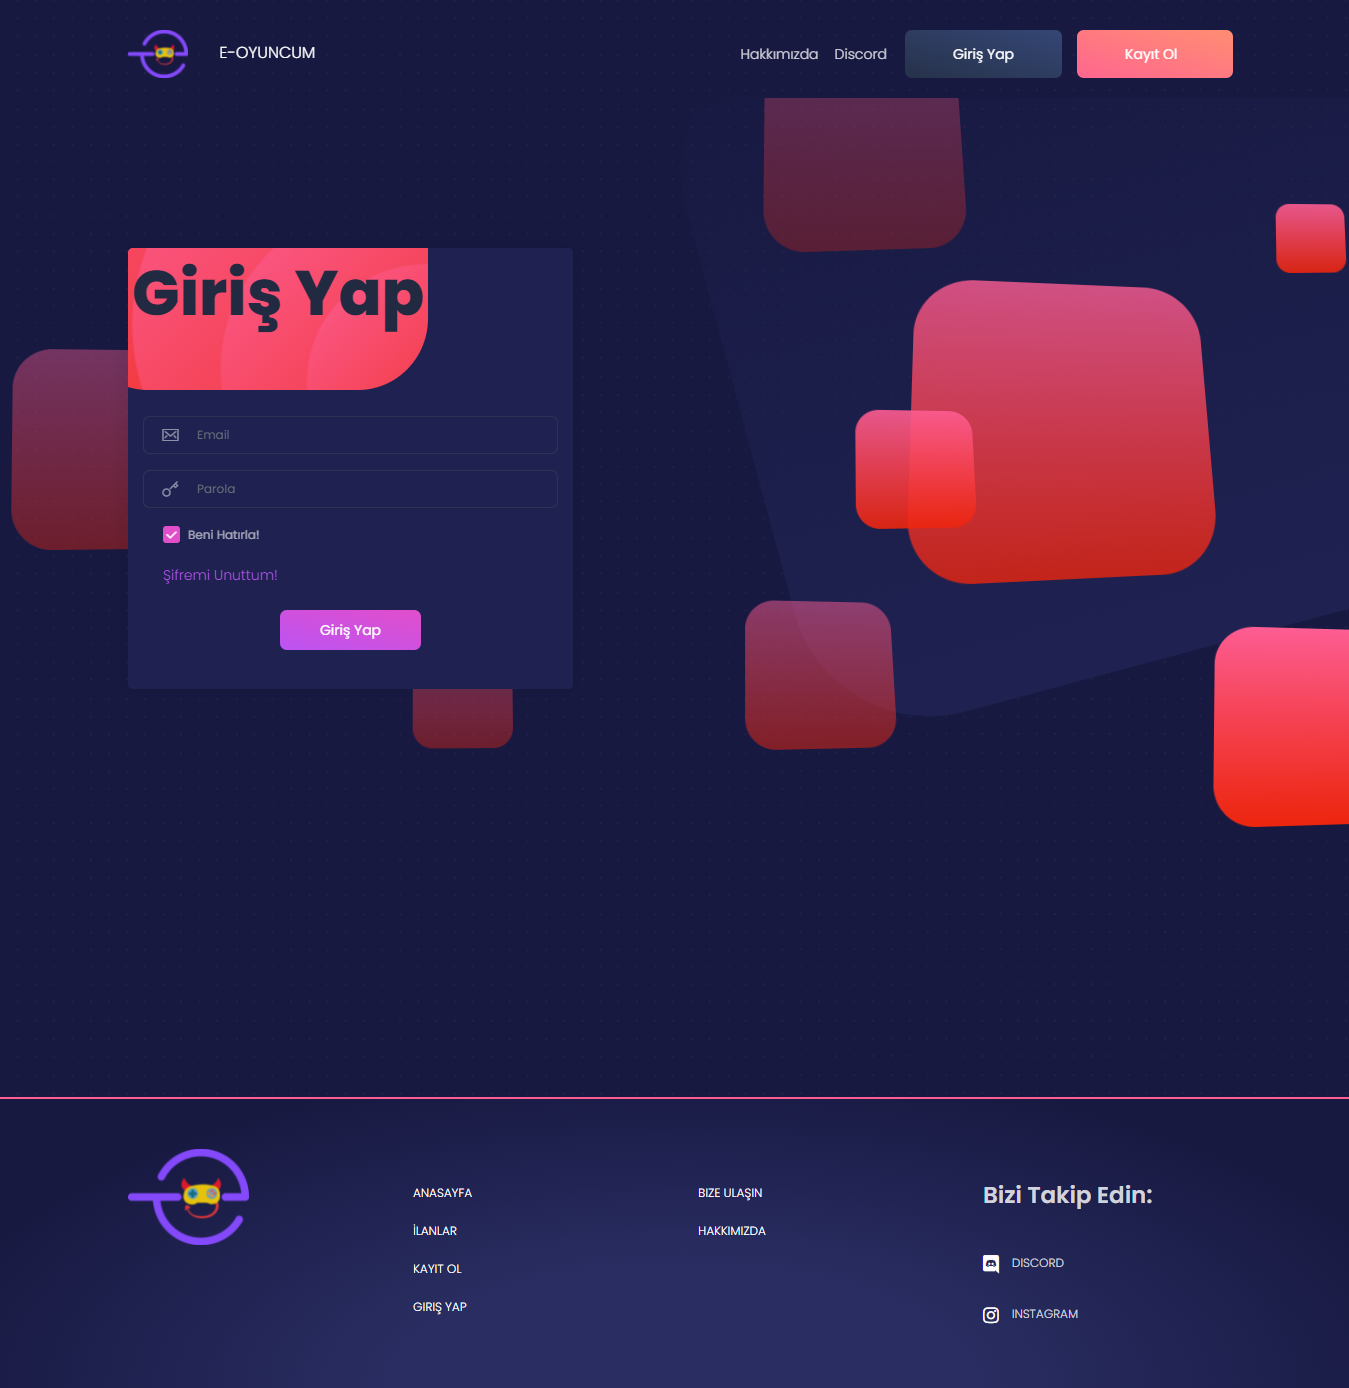 E-OYUNCUM
Hakkımızda
Discord
Giriş Yap
Kayıt Ol
Giriş Yap
Email
Parola
Beni Hatırla!
Şifremi Unuttum!
Giriş Yap
ANASAYFA
İLANLAR
KAYIT OL
GIRIŞ YAP
BIZE ULAŞIN
HAKKIMIZDA
Bizi Takip Edin:
DISCORD
INSTAGRAM